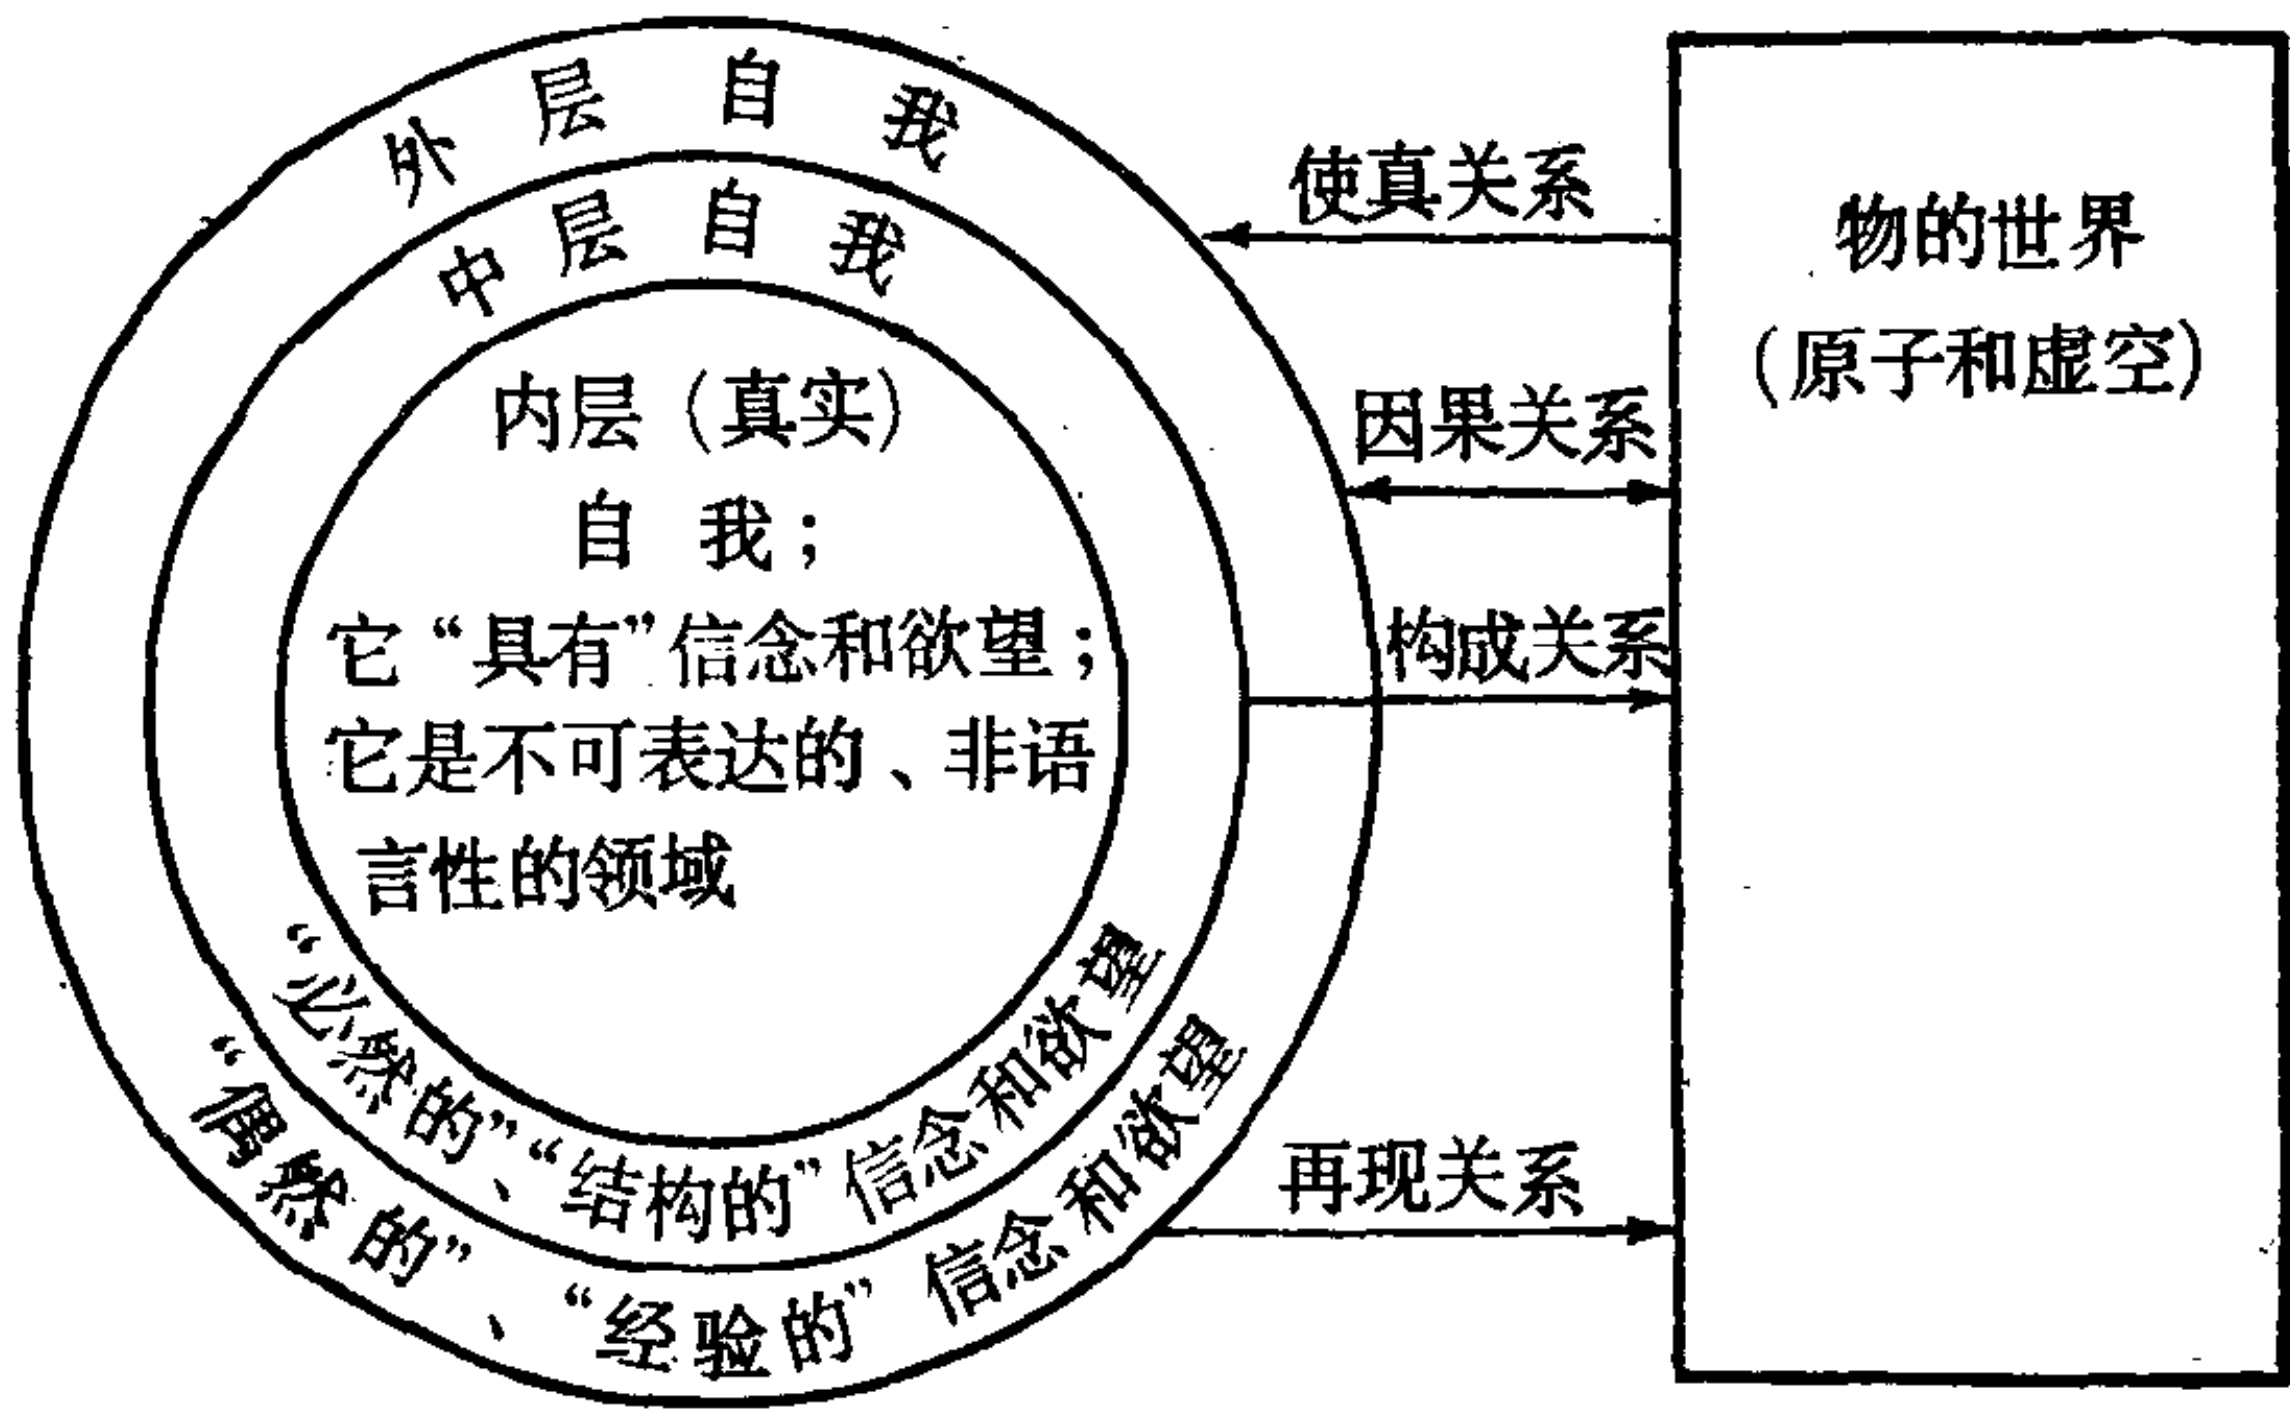 外层自我
中层自我
内层（真实）
自我；
它“具有”信念和欲望；
它是不可表达的、非语
言性的领域
“必然的”、“结构的”信念和欲望
“偶然的”、“经验的”信念和欲望
使真关系
因果关系
构成关系
再现关系
物的世界
（原子和虚空）